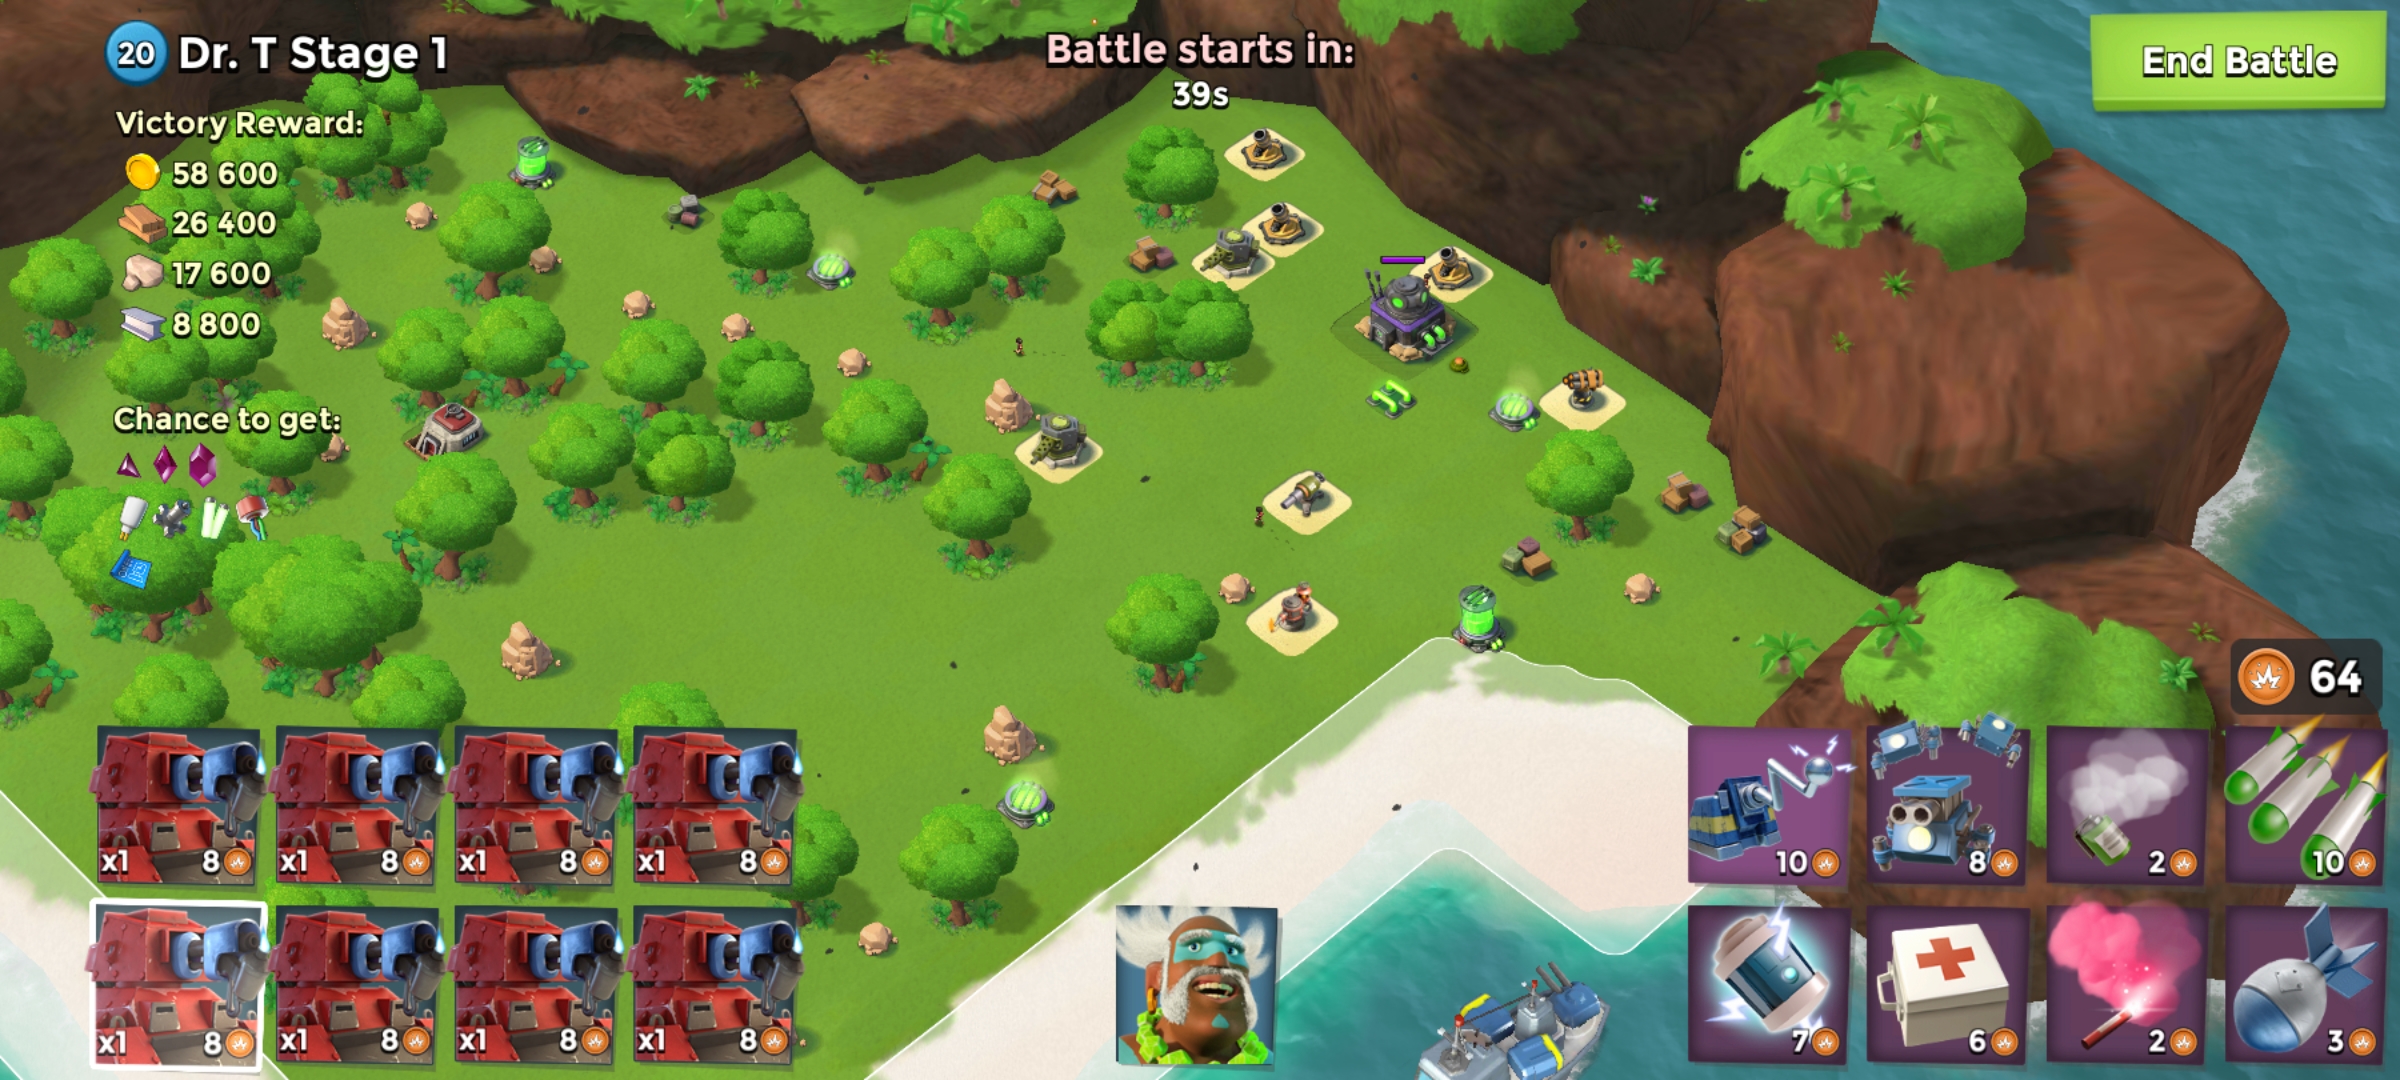 20 Dr. T Stage 1
Battle starts in:
39s
End Battle
Victory Reward:
58 600
26 400
17 600
8 800
Chance to get:
64
x1 8
x1 8
x1 8
x1 8
10
8
2
10
x1 8
x1 8
x1 8
x1 8
7
6
2
3